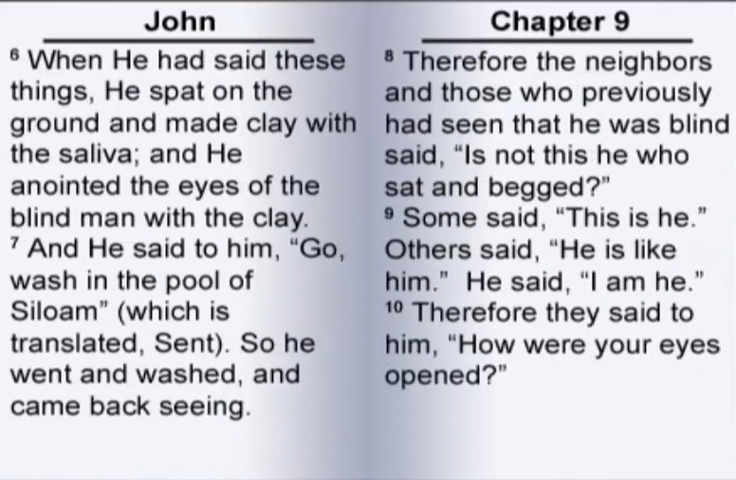 John
⁶ When He had said these
things, He spat on the
ground and made clay with
the saliva; and He
anointed the eyes of the
blind man with the clay.
⁷ And He said to him, “Go,
wash in the pool of
Siloam” (which is
translated, Sent). So he
went and washed, and
came back seeing.
Chapter 9
⁸ Therefore the neighbors
and those who previously
had seen that he was blind
said, “Is not this he who
sat and begged?”
⁹ Some said, “This is he.”
Others said, “He is like
him.” He said, “I am he.”
¹⁰ Therefore they said to
him, “How were your eyes
opened?”